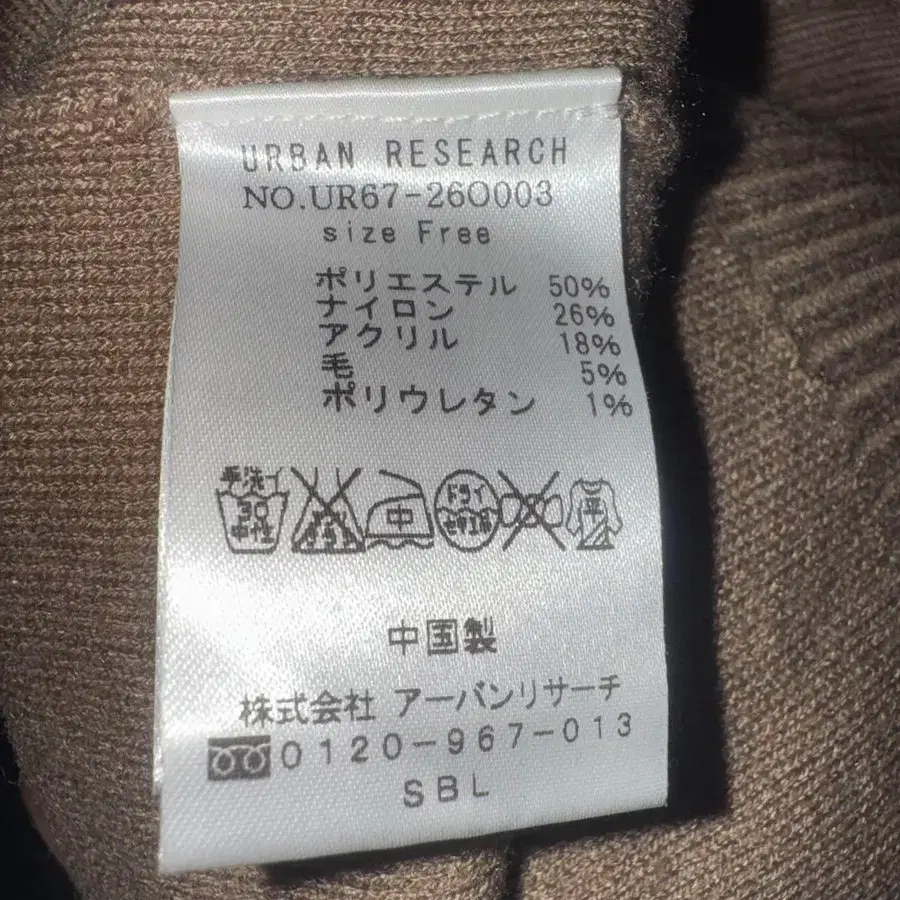 URBAN RESEARCH
NO.UR67-26O003
size Free
ポリエステル 50%
ナイロン 26%
アクリル 18%
毛 5%
ポリウレタン 1%
手洗イ 30 中性
中
ドライ セキユ系
平
中国製
株式会社 アーバンリサーチ
0120-967-013
SBL